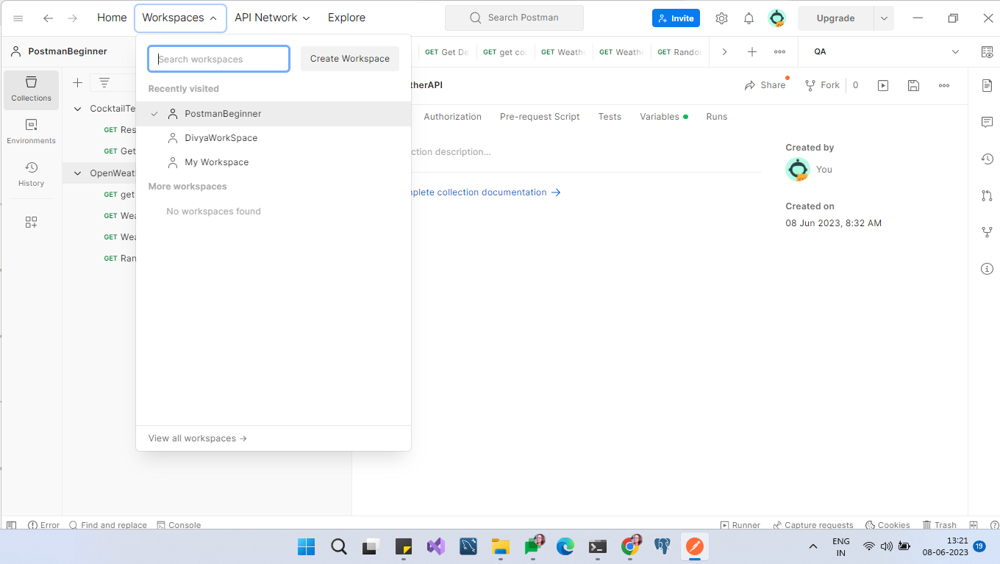 Home Workspaces API Network Explore Search Postman Invite Upgrade
PostmanBeginner
GET Get De GET get co GET Weath GET Weath GET Rando QA
Search workspaces Create Workspace
Recently visited
PostmanBeginner
DivyaWorkSpace
My Workspace
More workspaces
No workspaces found
View all workspaces →
Collections
Environments
History
CocktailTe
GET Res
GET Get
OpenWeath
GET get
GET Wea
GET Wea
GET Ran
therAPI Share Fork 0
Authorization Pre-request Script Tests Variables Runs
ction description...
mplete collection documentation →
Created by
You
Created on
08 Jun 2023, 8:32 AM
Error Find and replace Console Runner Capture requests Cookies Trash
ENG
IN
13:21
08-06-2023
19